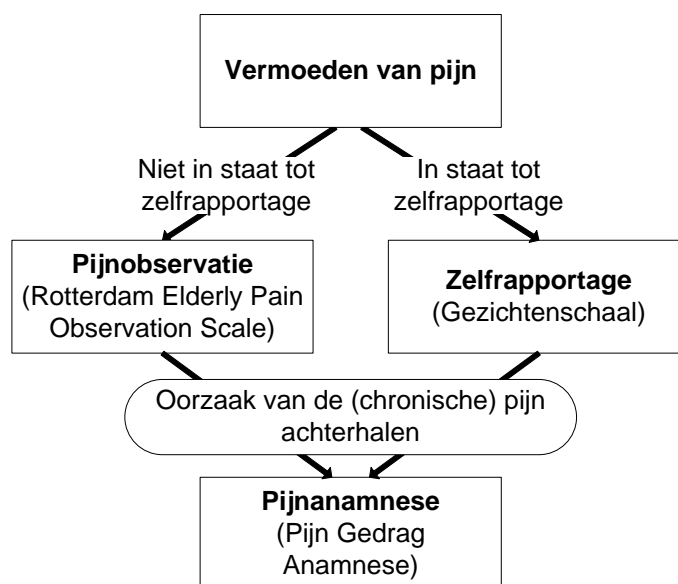 Vermoeden van pijn
Niet in staat tot
zelfrapportage
In staat tot
zelfrapportage
Pijnobservatie
(Rotterdam Elderly Pain
Observation Scale)
Zelfrapportage
(Gezichtenschaal)
Oorzaak van de (chronische) pijn
achterhalen
Pijnanamnese
(Pijn Gedrag
Anamnese)